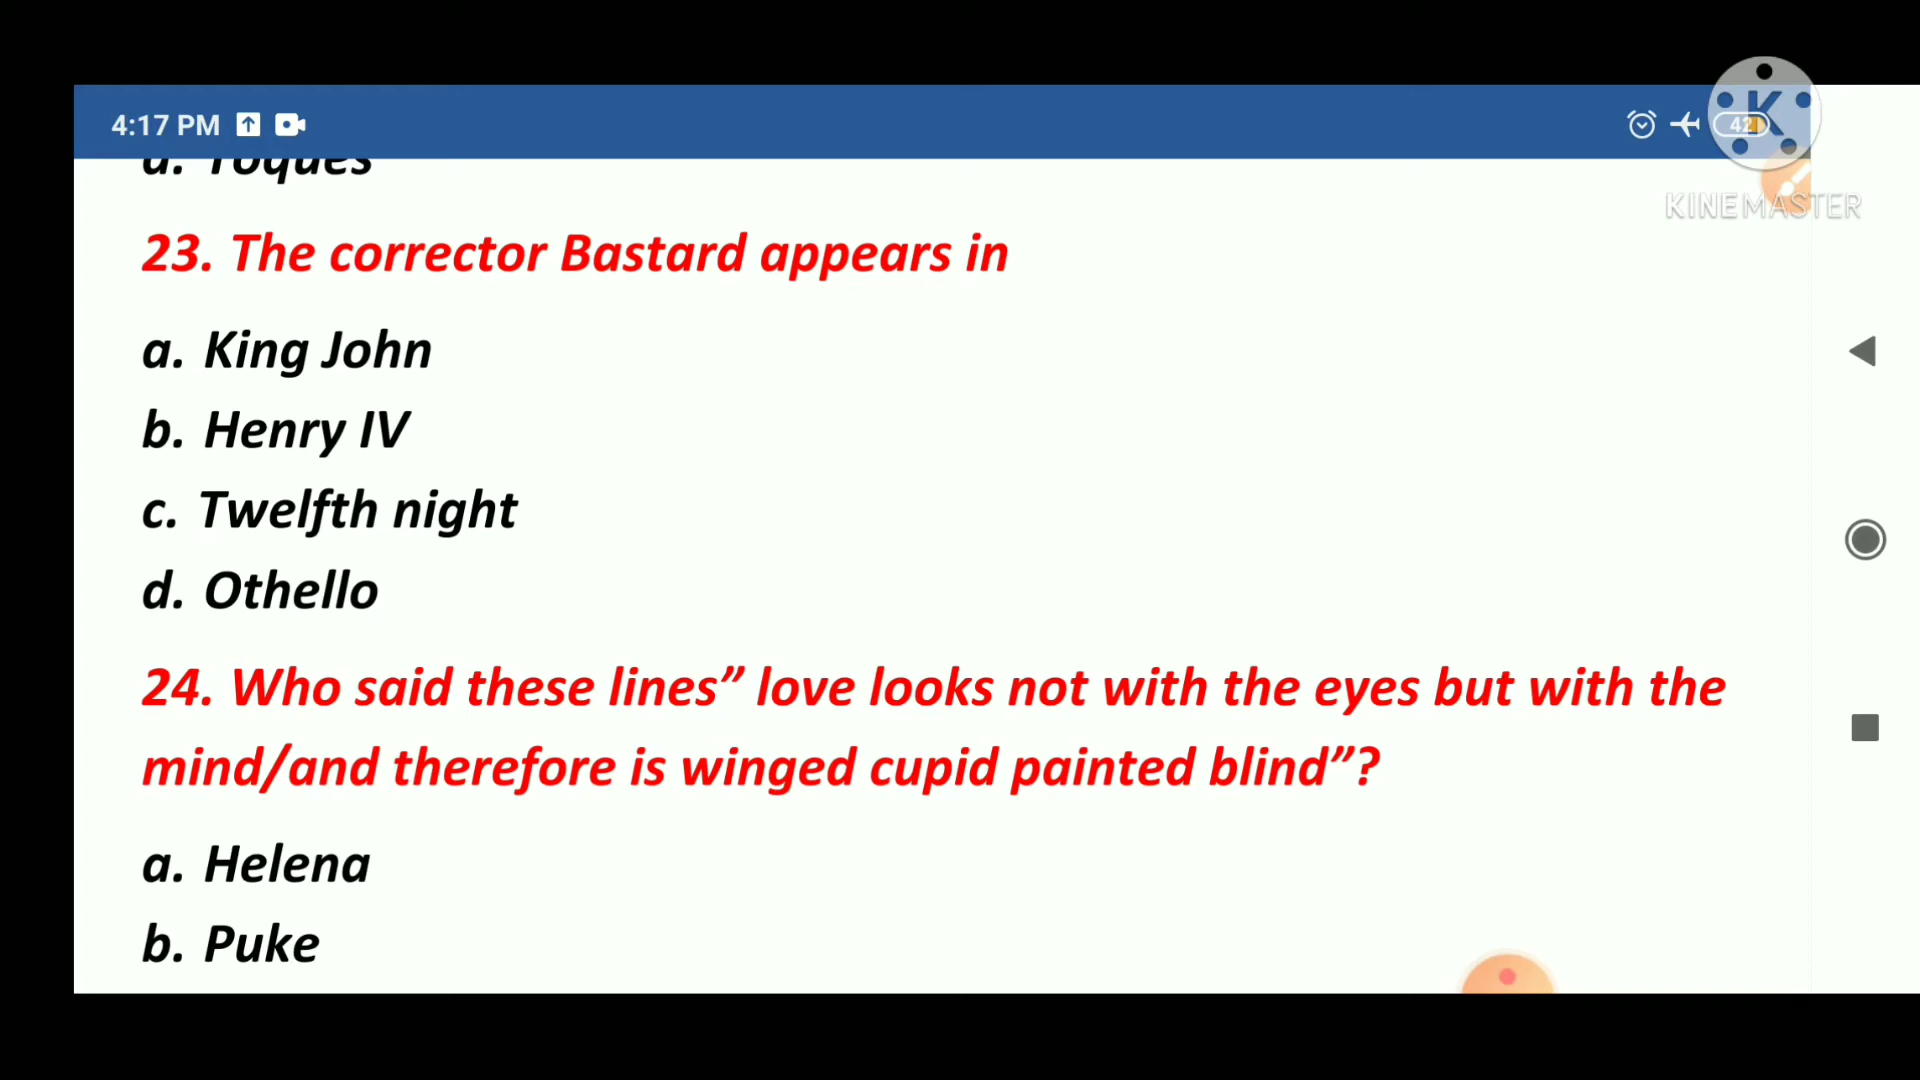 4:17 PM
42
K
KINEMASTER
23. The corrector Bastard appears in
a. King John
b. Henry IV
c. Twelfth night
d. Othello
24. Who said these lines” love looks not with the eyes but with the
mind/and therefore is winged cupid painted blind”?
a. Helena
b. Puke